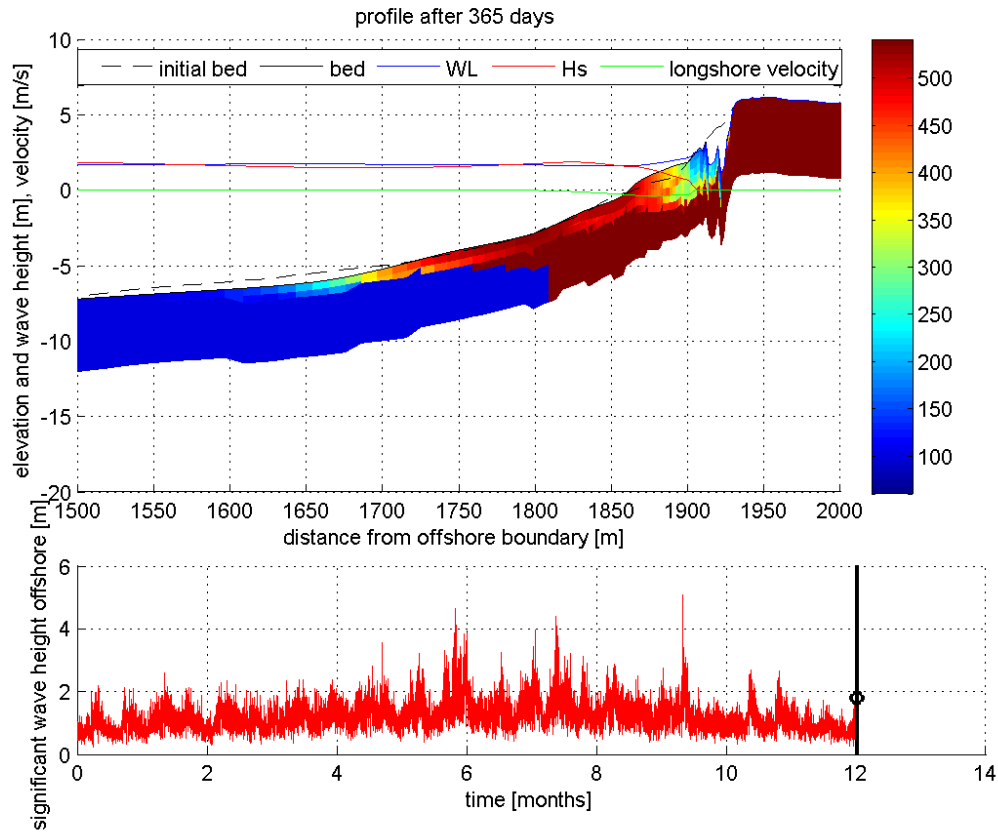 profile after 365 days
10
5
0
-5
-10
-15
-20
elevation and wave height [m], velocity [m/s]
initial bed bed WL Hs longshore velocity
1500 1550 1600 1650 1700 1750 1800 1850 1900 1950 2000
distance from offshore boundary [m]
500
450
400
350
300
250
200
150
100
significant wave height offshore [m]
6
4
2
0
0 2 4 6 8 10 12 14
time [months]